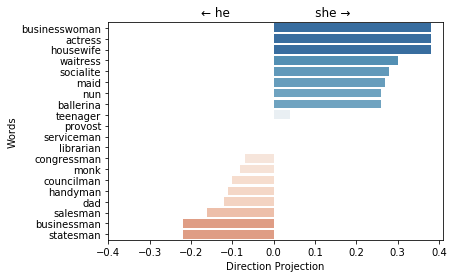 ← he she →
businesswoman
actress
housewife
waitress
socialite
maid
nun
ballerina
teenager
provost
serviceman
librarian
congressman
monk
councilman
handyman
dad
salesman
businessman
statesman
Words
−0.4 −0.3 −0.2 −0.1 0.0 0.1 0.2 0.3 0.4
Direction Projection